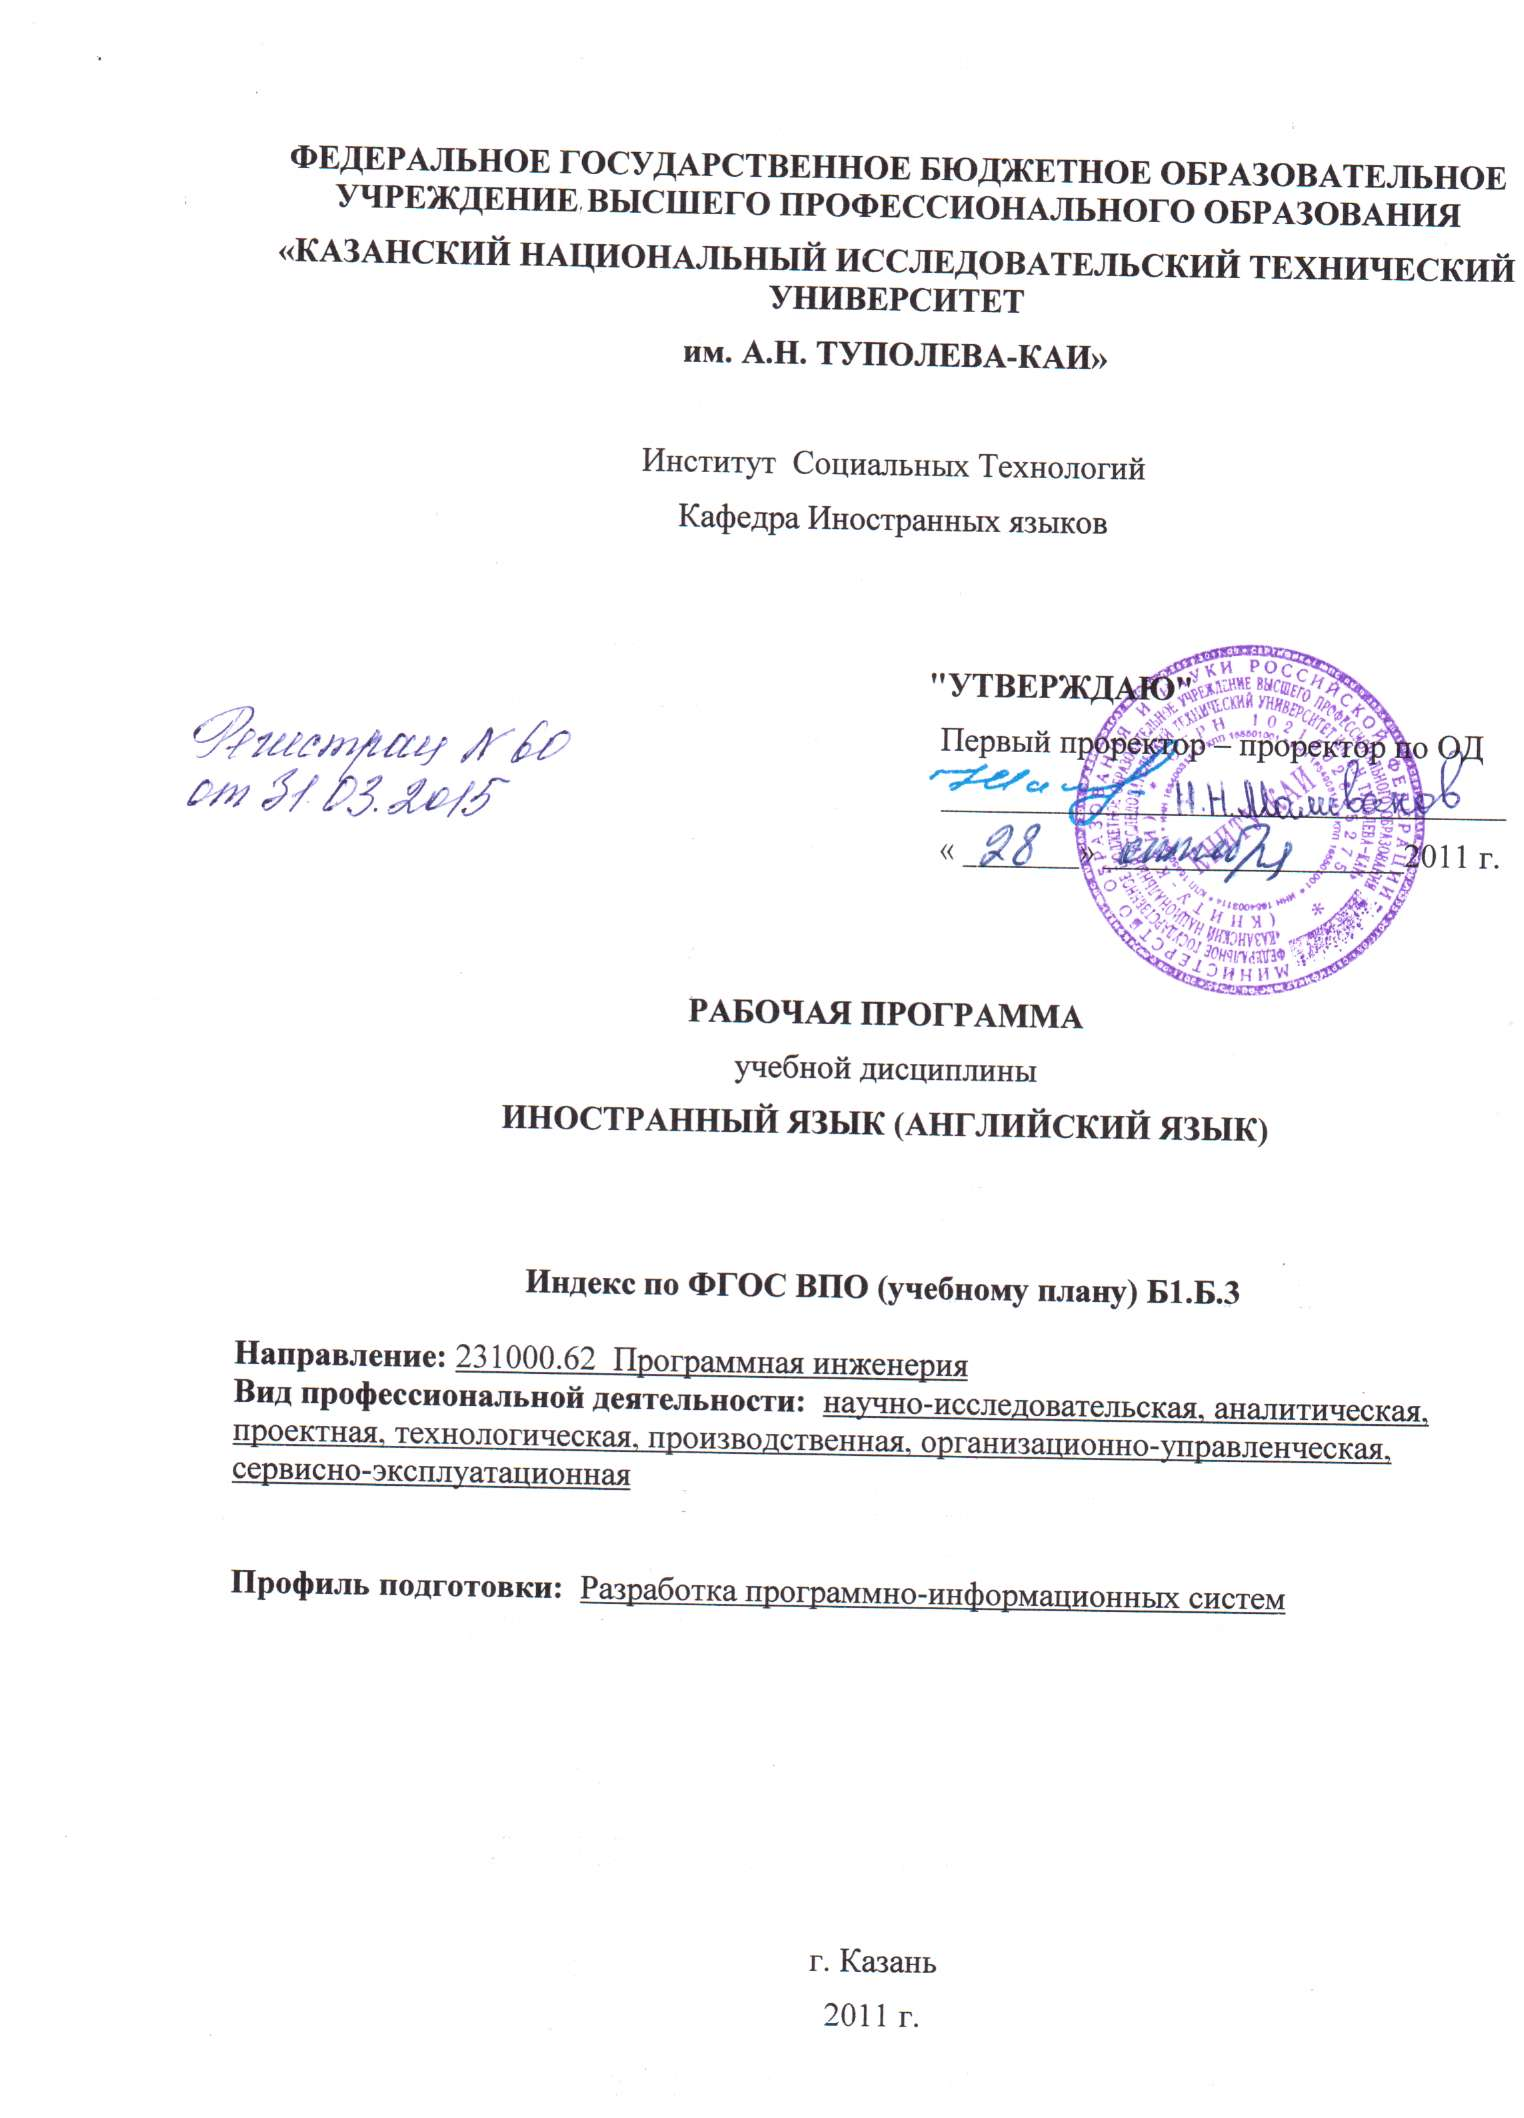 ФЕДЕРАЛЬНОЕ ГОСУДАРСТВЕННОЕ БЮДЖЕТНОЕ ОБРАЗОВАТЕЛЬНОЕ
УЧРЕЖДЕНИЕ ВЫСШЕГО ПРОФЕССИОНАЛЬНОГО ОБРАЗОВАНИЯ
«КАЗАНСКИЙ НАЦИОНАЛЬНЫЙ ИССЛЕДОВАТЕЛЬСКИЙ ТЕХНИЧЕСКИЙ
УНИВЕРСИТЕТ
им. А.Н. ТУПОЛЕВА-КАИ»
Институт Социальных Технологий
Кафедра Иностранных языков
"УТВЕРЖДАЮ"
Первый проректор – проректор по ОД
Н.Н.Маливанов
« 28 » 2011 г.
Регистрац N 60
от 31.03.2015
РАБОЧАЯ ПРОГРАММА
учебной дисциплины
ИНОСТРАННЫЙ ЯЗЫК (АНГЛИЙСКИЙ ЯЗЫК)
Индекс по ФГОС ВПО (учебному плану) Б1.Б.3
Направление: 231000.62 Программная инженерия
Вид профессиональной деятельности: научно-исследовательская, аналитическая,
проектная, технологическая, производственная, организационно-управленческая,
сервисно-эксплуатационная
Профиль подготовки: Разработка программно-информационных систем
г. Казань
2011 г.